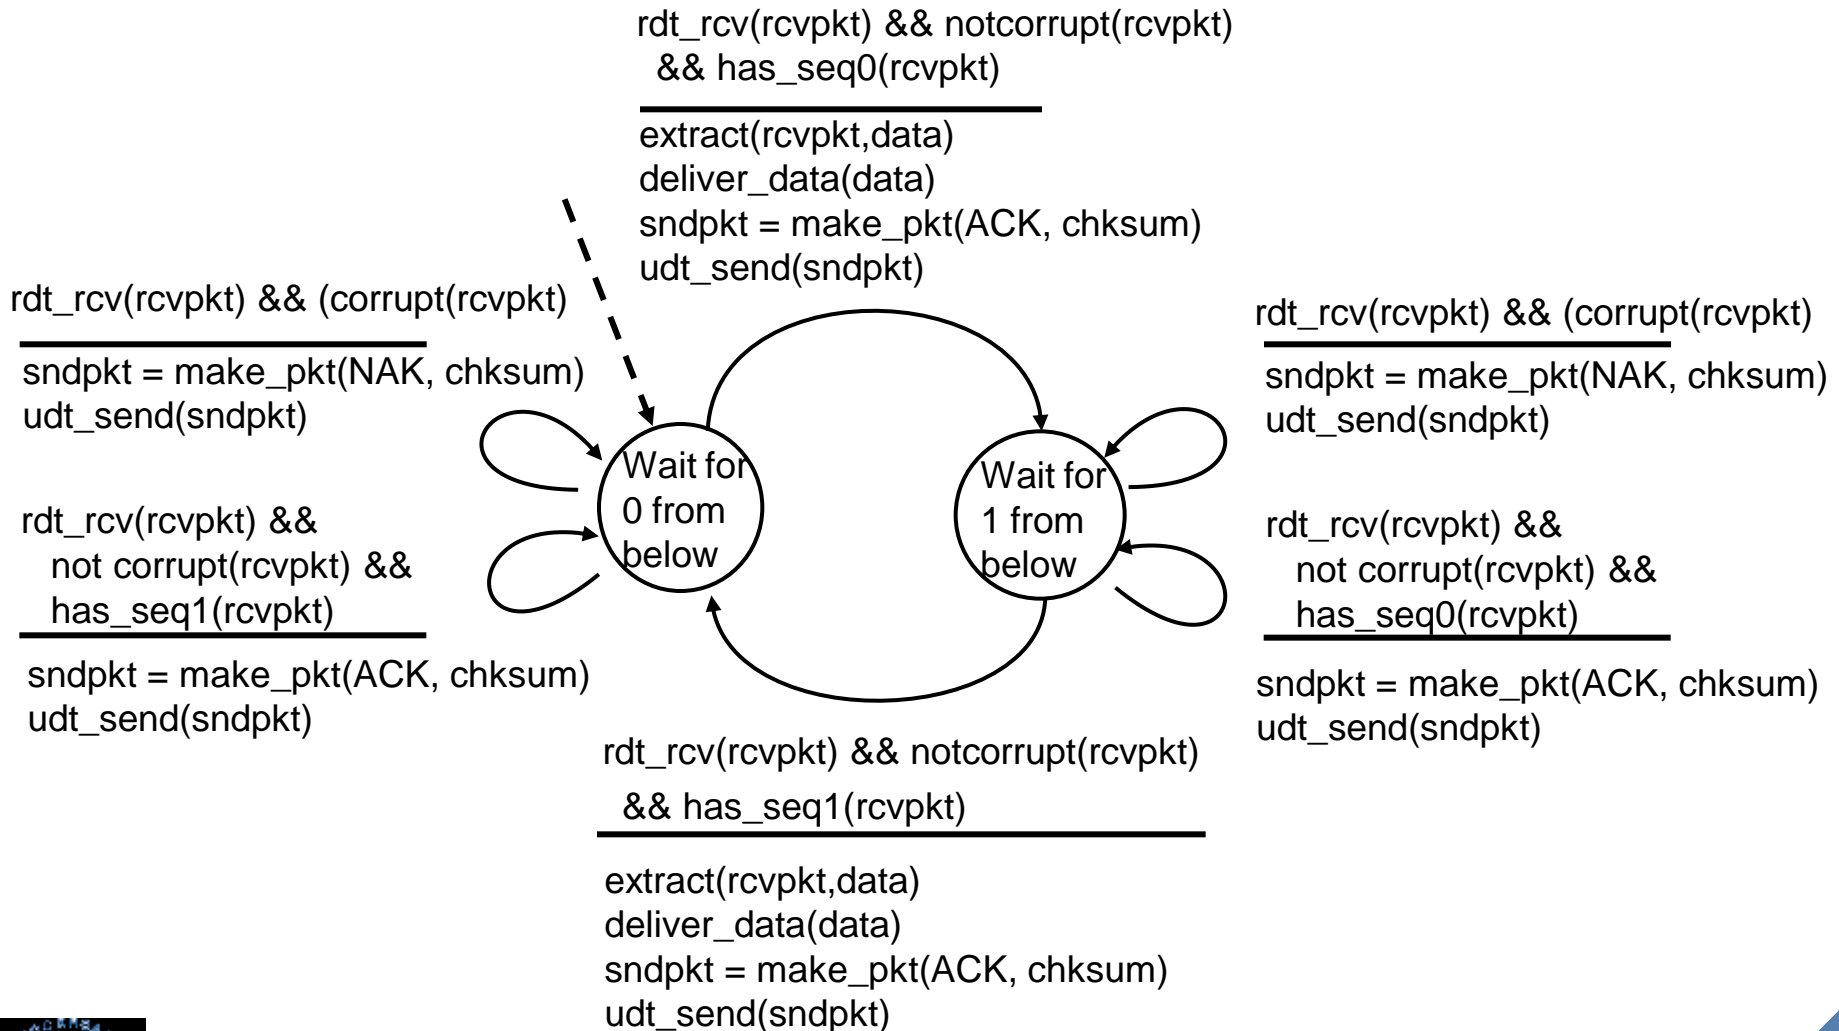 rdt_rcv(rcvpkt) && notcorrupt(rcvpkt)
&& has_seq0(rcvpkt)
extract(rcvpkt,data)
deliver_data(data)
sndpkt = make_pkt(ACK, chksum)
udt_send(sndpkt)
rdt_rcv(rcvpkt) && (corrupt(rcvpkt)
sndpkt = make_pkt(NAK, chksum)
udt_send(sndpkt)
rdt_rcv(rcvpkt) &&
not corrupt(rcvpkt) &&
has_seq1(rcvpkt)
sndpkt = make_pkt(ACK, chksum)
udt_send(sndpkt)
Wait for
0 from
below
Wait for
1 from
below
rdt_rcv(rcvpkt) && (corrupt(rcvpkt)
sndpkt = make_pkt(NAK, chksum)
udt_send(sndpkt)
rdt_rcv(rcvpkt) &&
not corrupt(rcvpkt) &&
has_seq0(rcvpkt)
sndpkt = make_pkt(ACK, chksum)
udt_send(sndpkt)
rdt_rcv(rcvpkt) && notcorrupt(rcvpkt)
&& has_seq1(rcvpkt)
extract(rcvpkt,data)
deliver_data(data)
sndpkt = make_pkt(ACK, chksum)
udt_send(sndpkt)